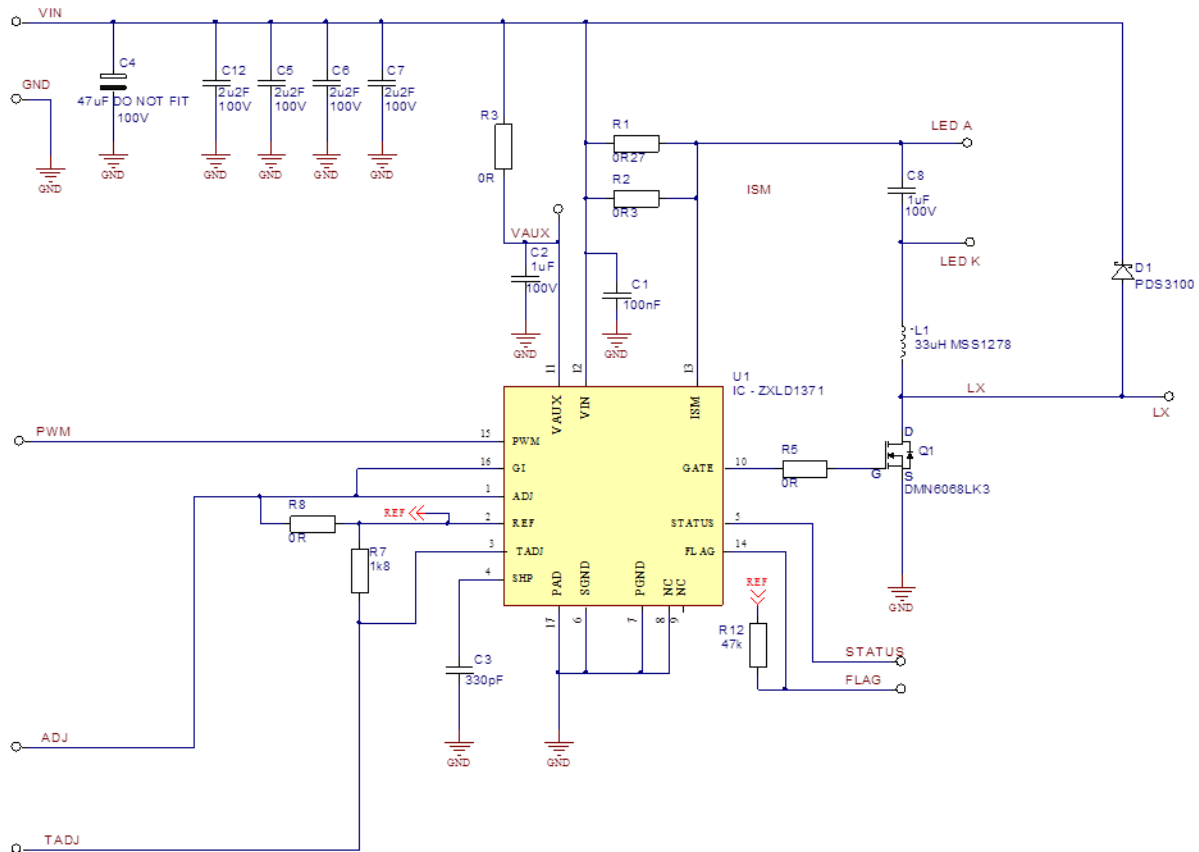 VIN
C4
47uF DO NOT FIT
100V
GND
GND
GND
C12
2u2F
100V
GND
C5
2u2F
100V
GND
C6
2u2F
100V
GND
C7
2u2F
100V
GND
R3
0R
R1
0R27
R2
0R3
ISM
LED A
C8
1uF
100V
LED K
VAUX
C2
1uF
100V
GND
C1
100nF
GND
D1
PDS3100
L1
33uH MSS1278
LX
LX
U1
IC - ZXLD1371
11
12
13
VAUX
VIN
ISM
PWM
15
PWM
16
GI
1
ADJ
2
REF
3
TADJ
4
SHP
GATE
10
STATUS
5
FLAG
14
PAD
SGND
PGND
NC
NC
17
6
7
8
9
R5
0R
D
G
S
Q1
DMN6068LK3
GND
R8
0R
REF
R7
1k8
C3
330pF
GND
GND
REF
R12
47k
STATUS
FLAG
ADJ
TADJ